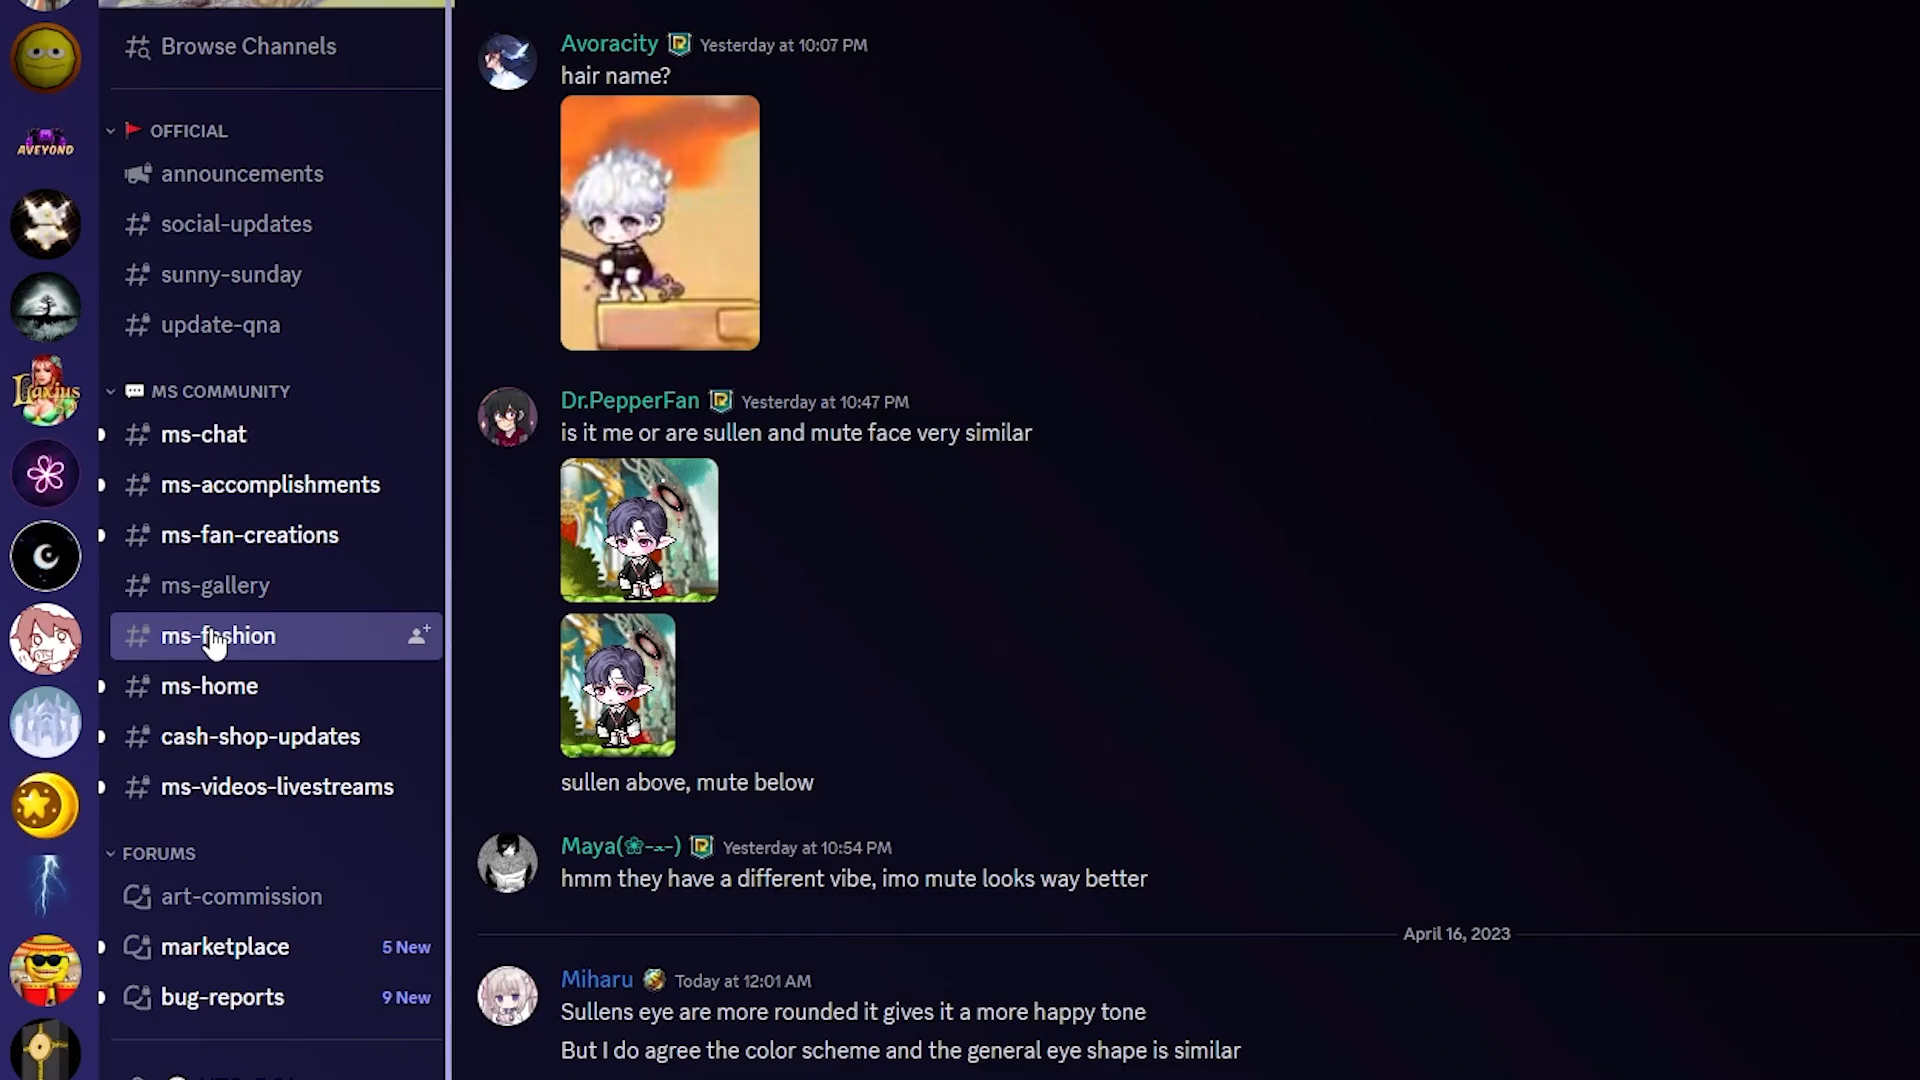 Browse Channels
OFFICIAL
announcements
social-updates
sunny-sunday
update-qna
MS COMMUNITY
ms-chat
ms-accomplishments
ms-fan-creations
ms-gallery
ms-fashion
ms-home
cash-shop-updates
ms-videos-livestreams
FORUMS
art-commission
marketplace 5 New
bug-reports 9 New
AVEYOND
Laxius
Avoracity Yesterday at 10:07 PM
hair name?
Dr.PepperFan Yesterday at 10:47 PM
is it me or are sullen and mute face very similar
sullen above, mute below
Maya(❀-⌅-) Yesterday at 10:54 PM
hmm they have a different vibe, imo mute looks way better
April 16, 2023
Miharu Today at 12:01 AM
Sullens eye are more rounded it gives it a more happy tone
But I do agree the color scheme and the general eye shape is similar